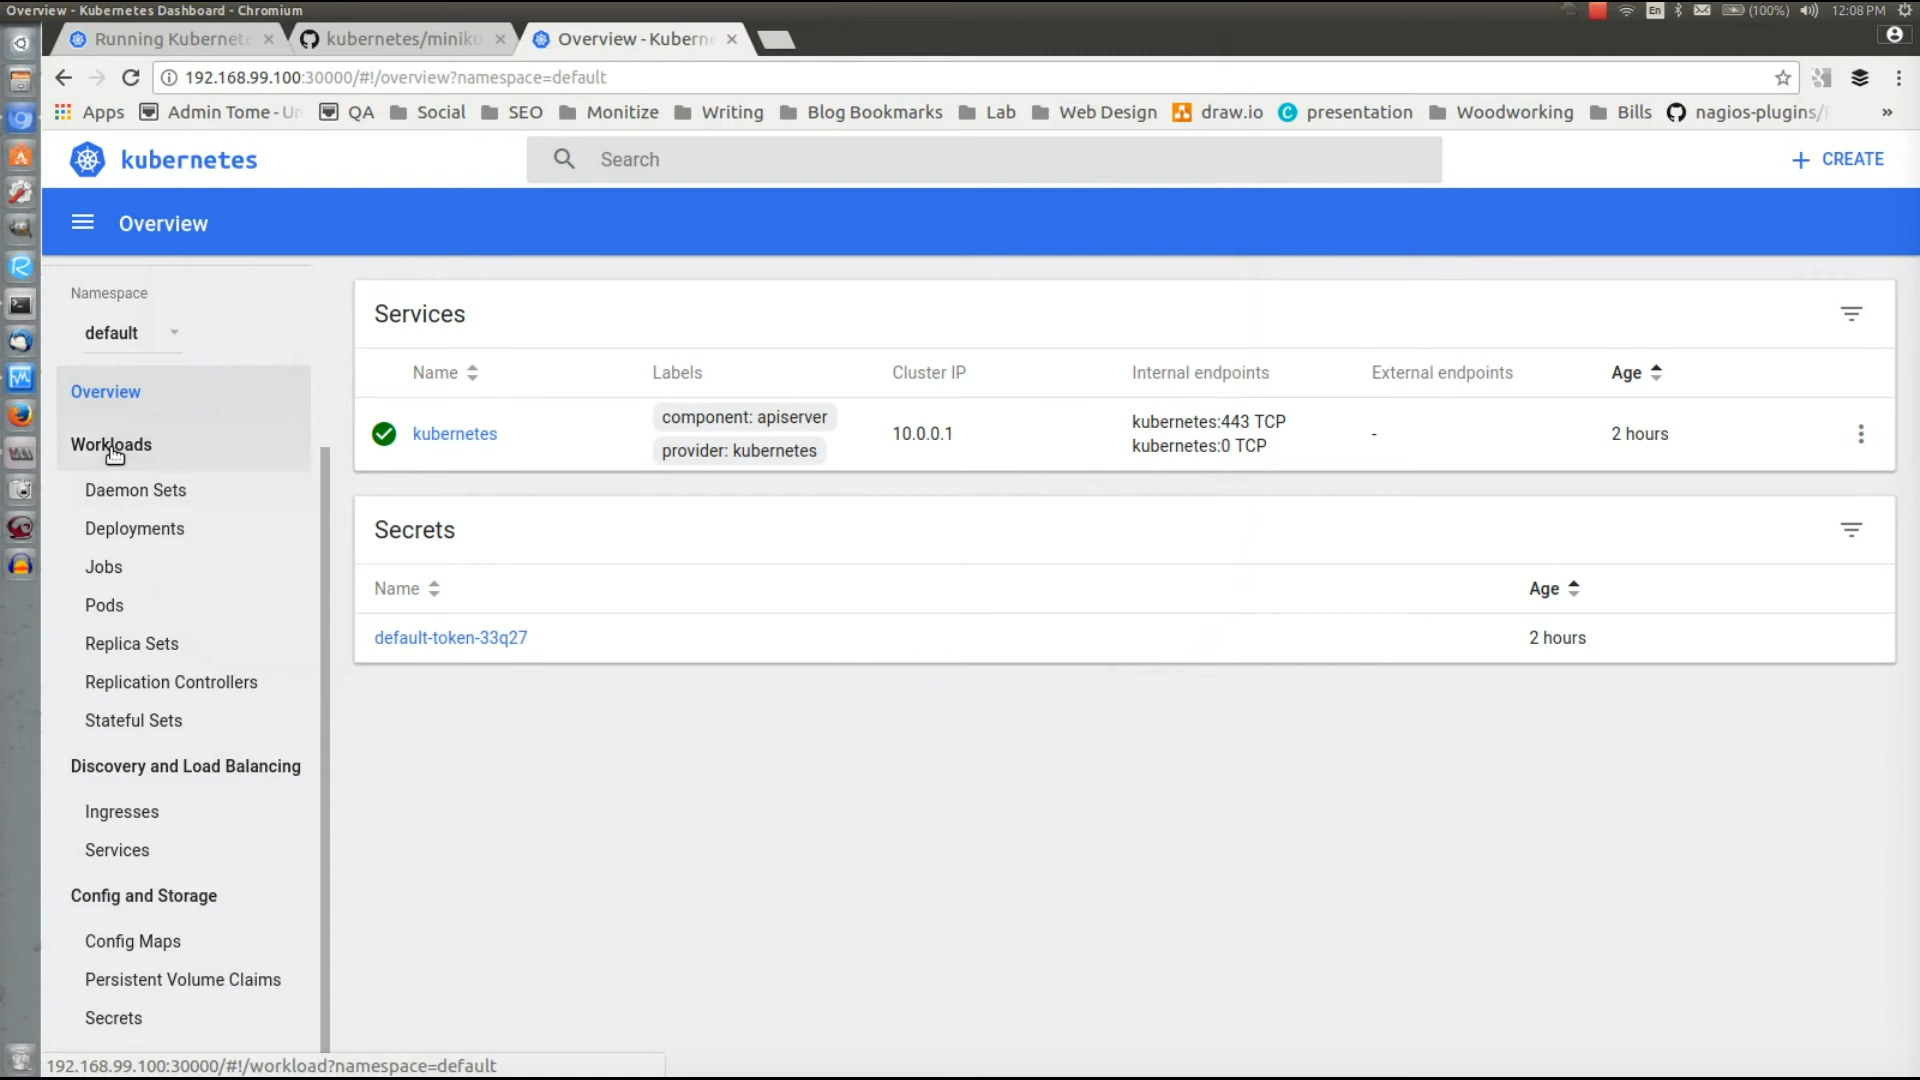 Overview - Kubernetes Dashboard - Chromium
En
(100%)
12:08 PM
Running Kubernet
kubernetes/miniku
Overview - Kubern
192.168.99.100:30000/#!/overview?namespace=default
Apps
Admin Tome - Un
QA
Social
SEO
Monitize
Writing
Blog Bookmarks
Lab
Web Design
draw.io
presentation
Woodworking
Bills
nagios-plugins/
»
kubernetes
Search
+ CREATE
Overview
Namespace
default
Overview
Workloads
Daemon Sets
Deployments
Jobs
Pods
Replica Sets
Replication Controllers
Stateful Sets
Discovery and Load Balancing
Ingresses
Services
Config and Storage
Config Maps
Persistent Volume Claims
Secrets
Services
Name
Labels
Cluster IP
Internal endpoints
External endpoints
Age
kubernetes
component: apiserver
provider: kubernetes
10.0.0.1
kubernetes:443 TCP
kubernetes:0 TCP
-
2 hours
Secrets
Name
Age
default-token-33q27
2 hours
192.168.99.100:30000/#!/workload?namespace=default